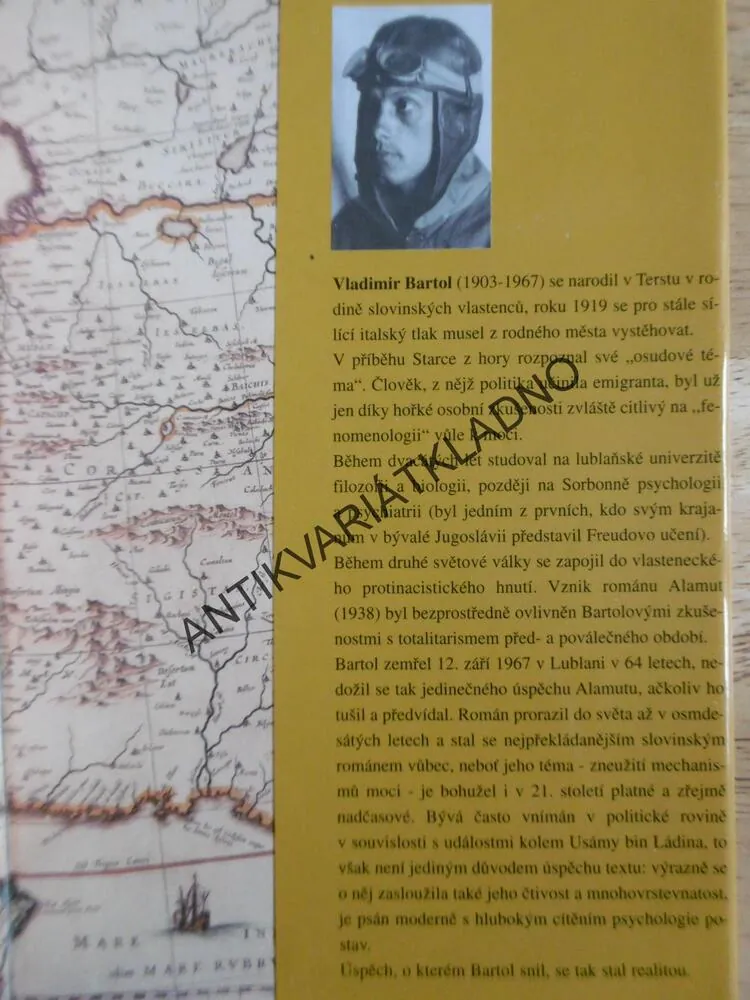 Vladimir Bartol (1903-1967) se narodil v Terstu v ro-
dině slovinských vlastenců, roku 1919 se pro stále sí-
lící italský tlak musel z rodného města vystěhovat.
V příběhu Starce z hory rozpoznal své „osudové té-
ma“. Člověk, z nějž politika učinila emigranta, byl už
jen díky hořké osobní zkušenosti zvláště citlivý na „fe-
nomenologii“ vůle k moci.
Během dvacátých let studoval na lublaňské univerzitě
filozofii a biologii, později na Sorbonně psychologii
a psychiatrii (byl jedním z prvních, kdo svým kraja-
nům v bývalé Jugoslávii představil Freudovo učení).
Během druhé světové války se zapojil do vlastenecké-
ho protinacistického hnutí. Vznik románu Alamut
(1938) byl bezprostředně ovlivněn Bartolovými zkuše-
nostmi s totalitarismem před- a poválečného období.
Bartol zemřel 12. září 1967 v Lublani v 64 letech, ne-
dožil se tak jedinečného úspěchu Alamutu, ačkoliv ho
tušil a předvídal. Román prorazil do světa až v osmde-
sátých letech a stal se nejpřekládanějším slovinským
románem vůbec, neboť jeho téma - zneužití mechanis-
mů moci - je bohužel i v 21. století platné a zřejmě
nadčasové. Bývá často vnímán v politické rovině
v souvislosti s událostmi kolem Usámy bin Ládina, to
však není jediným důvodem úspěchu textu: výrazně se
o něj zasloužila také jeho čtivost a mnohovrstevnatost,
je psán moderně s hlubokým cítěním psychologie po-
stav.
Úspěch, o kterém Bartol snil, se tak stal realitou.
ANTIKVARIÁT KLADNO
BUCCARA
SIGIST
CIRC
MARE
MARE RVBR